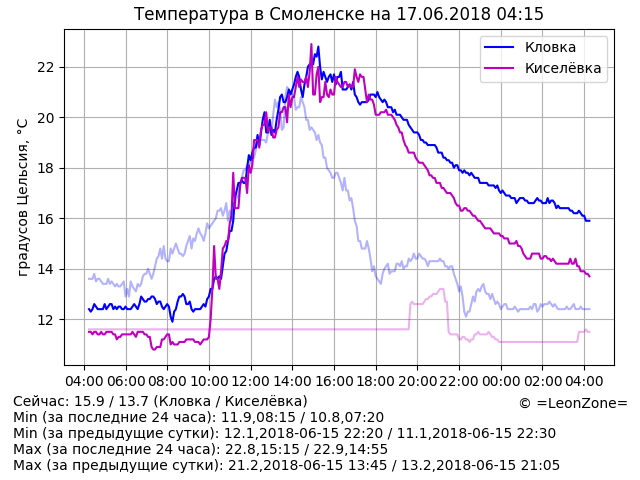 Температура в Смоленске на 17.06.2018 04:15
Кловка
Киселёвка
градусов Цельсия, °C
22
20
18
16
14
12
04:00 06:00 08:00 10:00 12:00 14:00 16:00 18:00 20:00 22:00 00:00 02:00 04:00
Сейчас: 15.9 / 13.7 (Кловка / Киселёвка)
© =LeonZone=
Min (за последние 24 часа): 11.9,08:15 / 10.8,07:20
Min (за предыдущие сутки): 12.1,2018-06-15 22:20 / 11.1,2018-06-15 22:30
Max (за последние 24 часа): 22.8,15:15 / 22.9,14:55
Max (за предыдущие сутки): 21.2,2018-06-15 13:45 / 13.2,2018-06-15 21:05